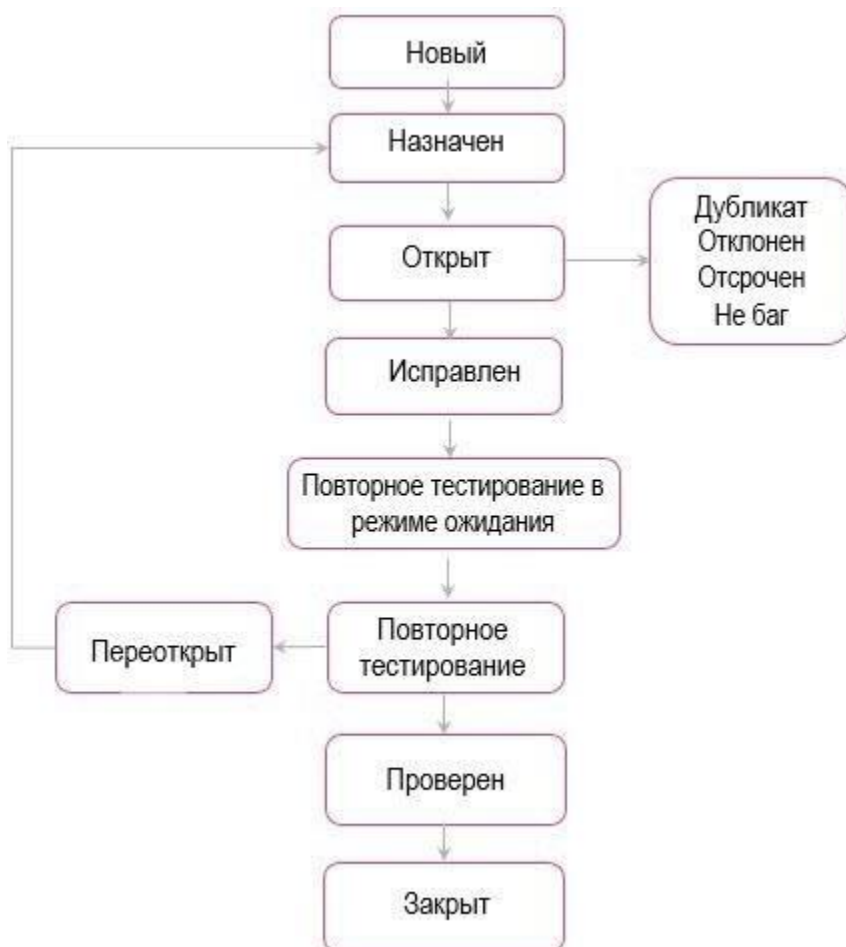 Новый
Назначен
Открыт
Дубликат
Отклонен
Отсрочен
Не баг
Исправлен
Повторное тестирование в
режиме ожидания
Повторное
тестирование
Переоткрыт
Проверен
Закрыт